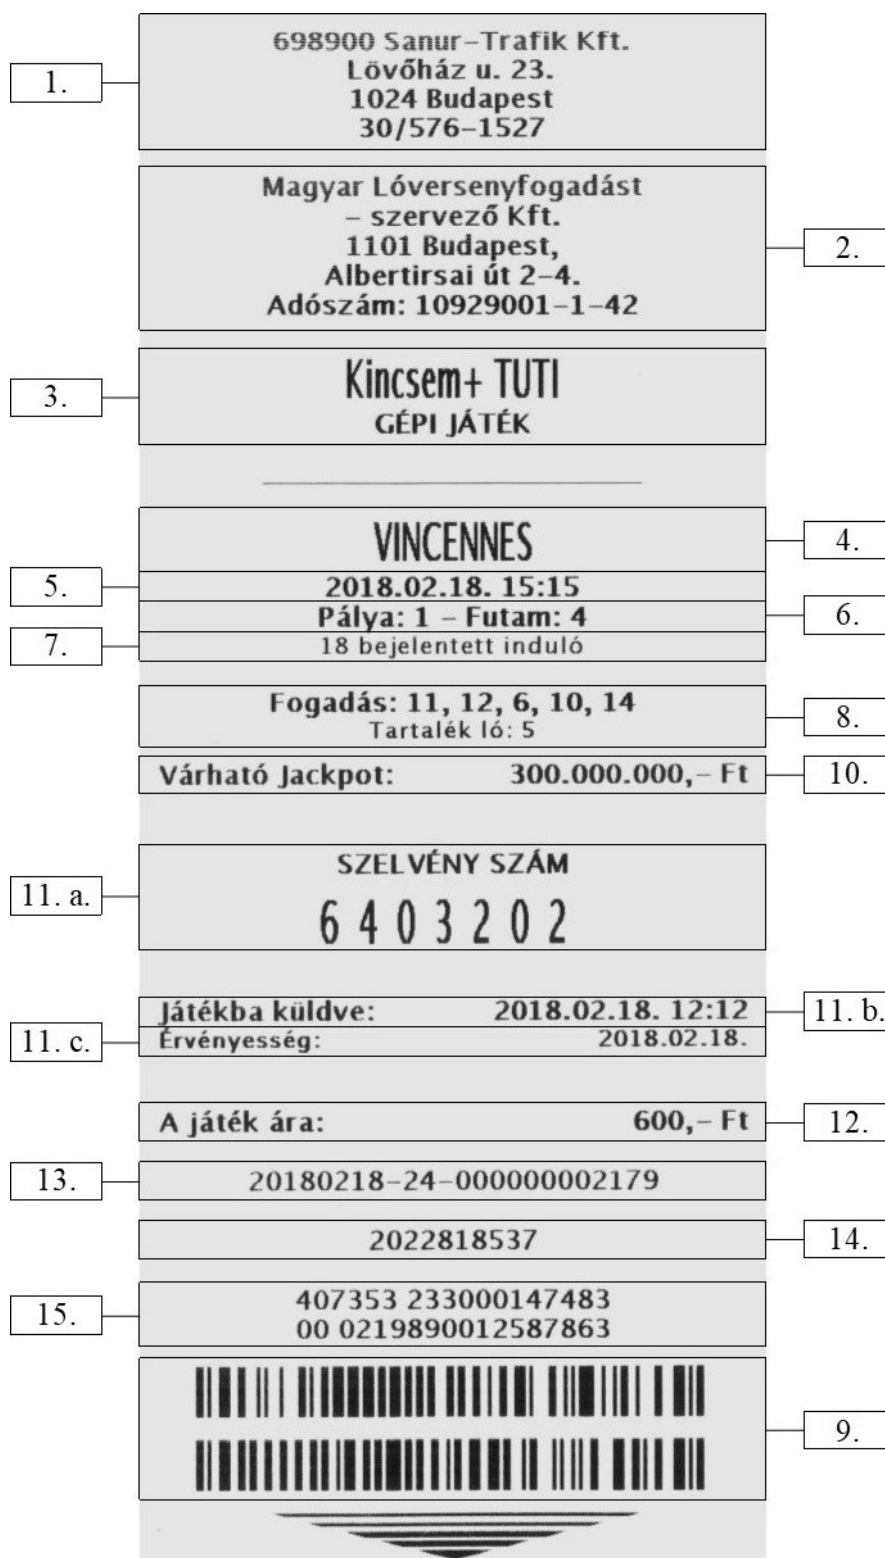 1.
698900 Sanur–Trafik Kft.
Lövőház u. 23.
1024 Budapest
30/576–1527
2.
Magyar Lóversenyfogadást
– szervező Kft.
1101 Budapest,
Albertirsai út 2–4.
Adószám: 10929001–1–42
3.
Kincsem+ TUTI
GÉPI JÁTÉK
4.
VINCENNES
5.
2018.02.18. 15:15
6.
Pálya: 1 – Futam: 4
7.
18 bejelentett induló
8.
Fogadás: 11, 12, 6, 10, 14
Tartalék ló: 5
Várható Jackpot: 300.000.000,– Ft
10.
11. a.
SZELVÉNY SZÁM
6403202
Játékba küldve: 2018.02.18. 12:12
11. b.
11. c.
Érvényesség: 2018.02.18.
A játék ára: 600,– Ft
12.
13.
20180218–24–000000002179
2022818537
14.
15.
407353 233000147483
00 0219890012587863
9.